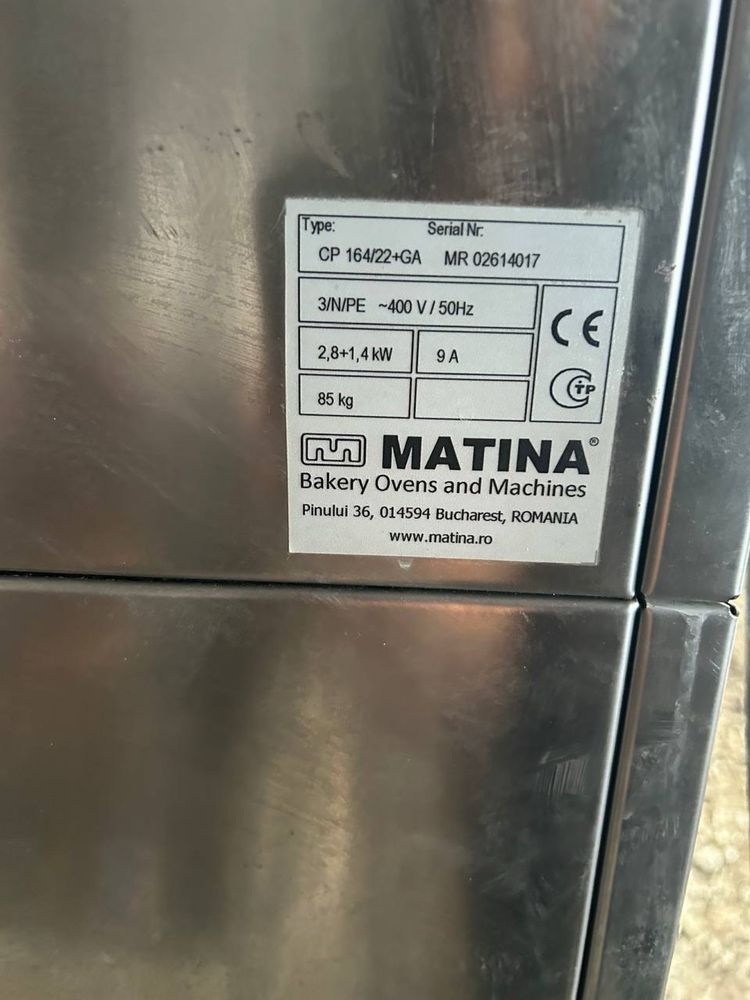 Type: Serial Nr:
CP 164/22+GA MR 02614017
3/N/PE ~400 V / 50Hz
CE
2,8+1,4 kW 9 A
CTP
85 kg
MATINA®
Bakery Ovens and Machines
Pinului 36, 014594 Bucharest, ROMANIA
www.matina.ro